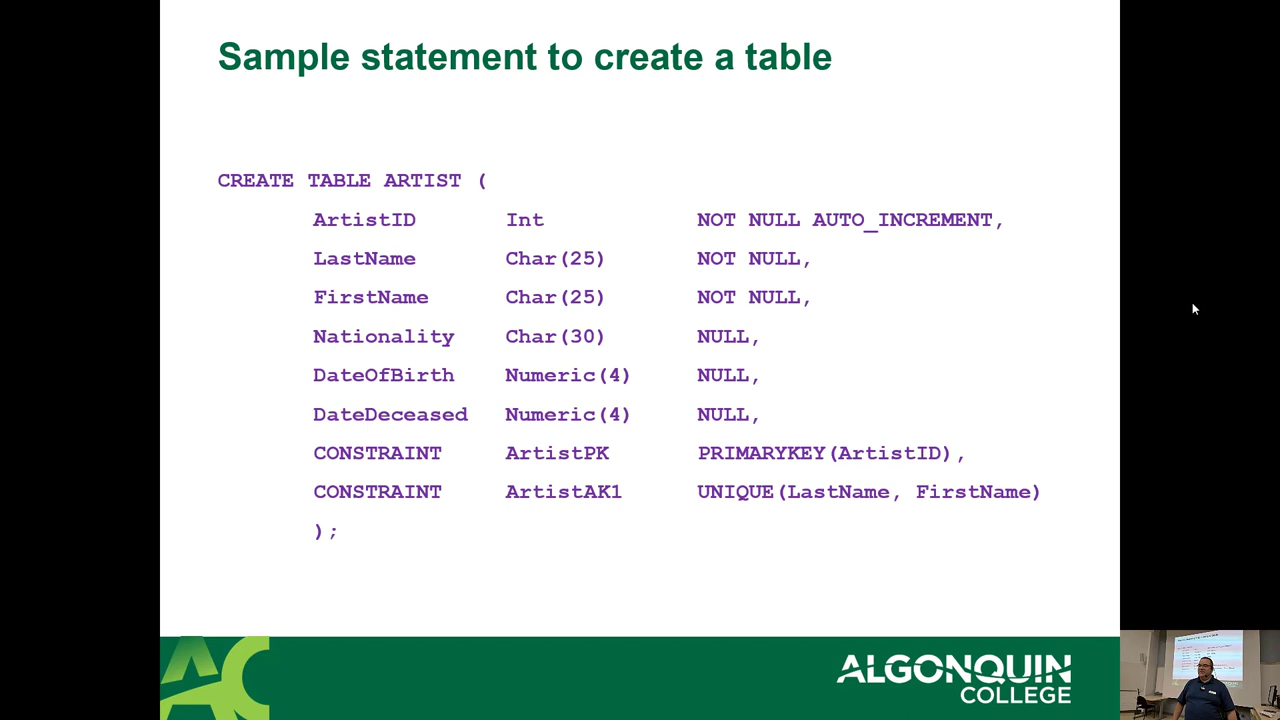 Sample statement to create a table
CREATE TABLE ARTIST (
ArtistID Int NOT NULL AUTO_INCREMENT,
LastName Char(25) NOT NULL,
FirstName Char(25) NOT NULL,
Nationality Char(30) NULL,
DateOfBirth Numeric(4) NULL,
DateDeceased Numeric(4) NULL,
CONSTRAINT ArtistPK PRIMARYKEY(ArtistID),
CONSTRAINT ArtistAK1 UNIQUE(LastName, FirstName)
);
AC
ALGONQUIN
COLLEGE